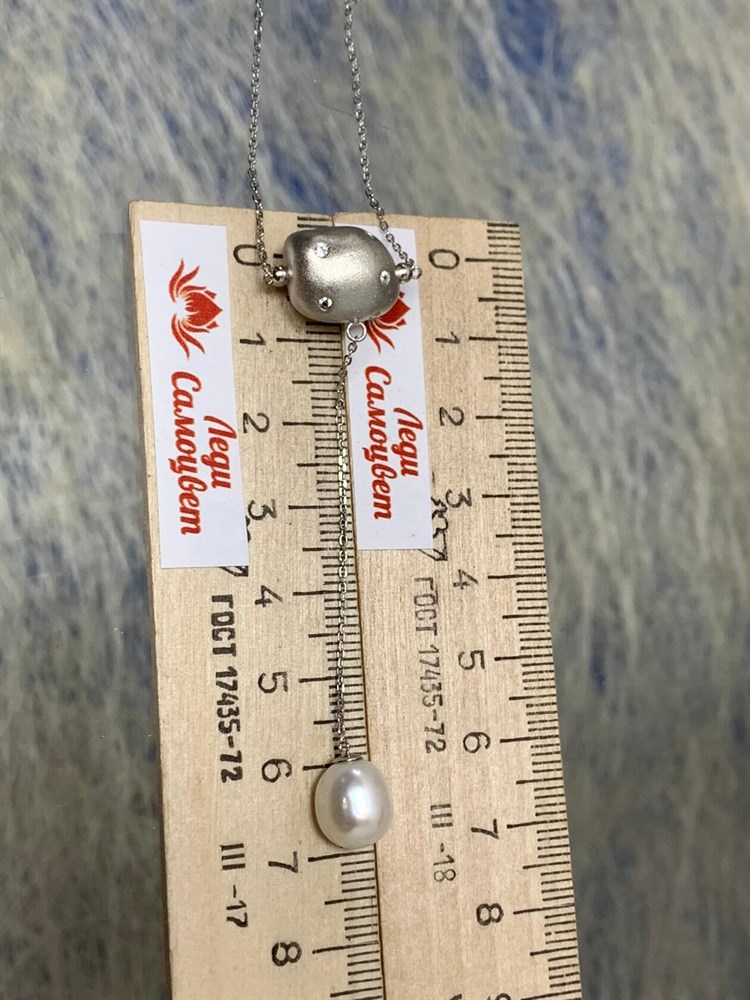 0
1
2
3
4
5
6
7
8
Леди
Самоцвет
ГОСТ 17435-72
III -17
0
1
2
3
4
5
6
7
8
Леди
Самоцвет
ГОСТ 17435-72
III -18